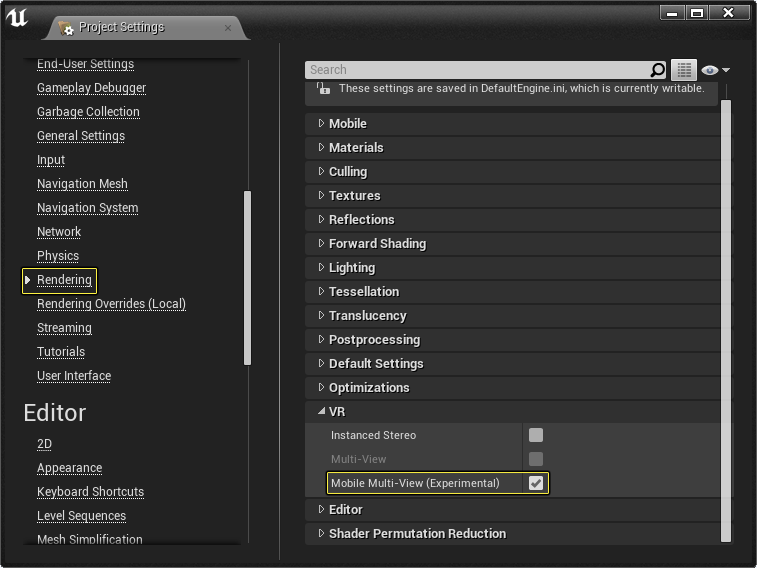 Project Settings
End-User Settings
Gameplay Debugger
Garbage Collection
General Settings
Input
Navigation Mesh
Navigation System
Network
Physics
Rendering
Rendering Overrides (Local)
Streaming
Tutorials
User Interface
Editor
2D
Appearance
Keyboard Shortcuts
Level Sequences
Mesh Simplification
Search
These settings are saved in DefaultEngine.ini, which is currently writable.
Mobile
Materials
Culling
Textures
Reflections
Forward Shading
Lighting
Tessellation
Translucency
Postprocessing
Default Settings
Optimizations
VR
Instanced Stereo
Multi-View
Mobile Multi-View (Experimental)
Editor
Shader Permutation Reduction